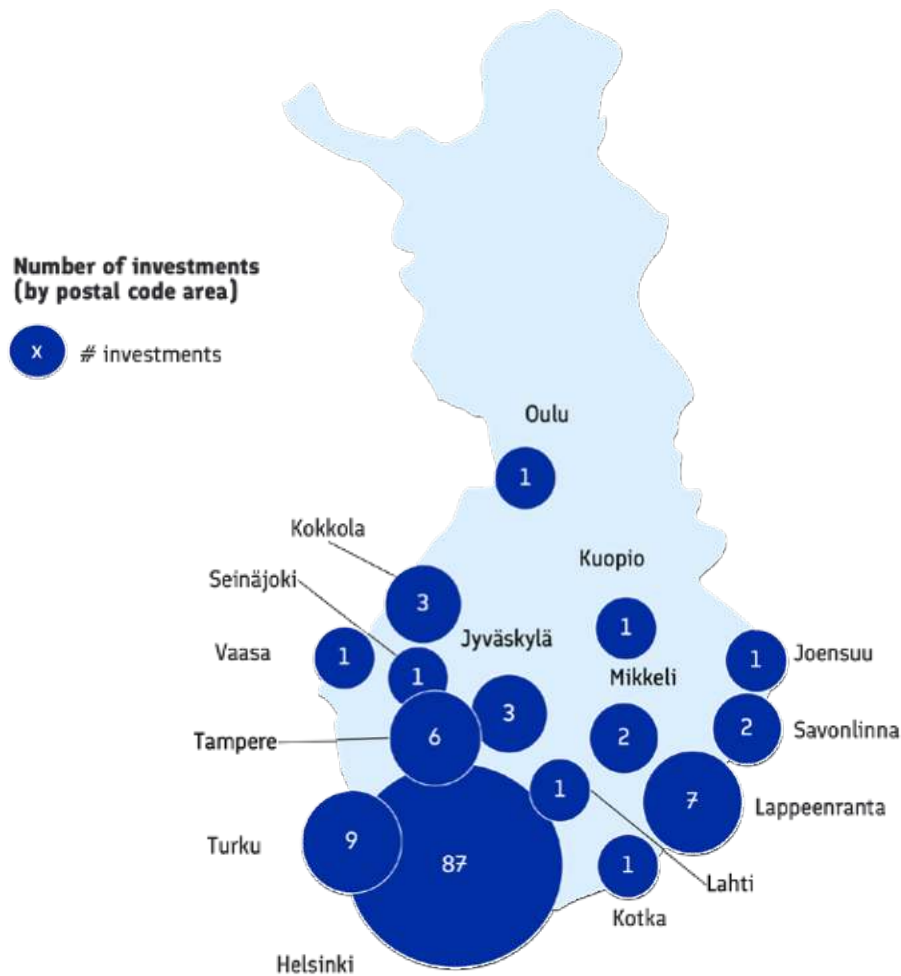 Number of investments
(by postal code area)
x # investments
Oulu
1
Kokkola
Kuopio
Seinäjoki
3
1
Jyväskylä
Vaasa
1
1
Joensuu
1
Mikkeli
3
2
Savonlinna
Tampere
6
2
1
7
Lappeenranta
Turku
9
87
1
Lahti
Kotka
Helsinki